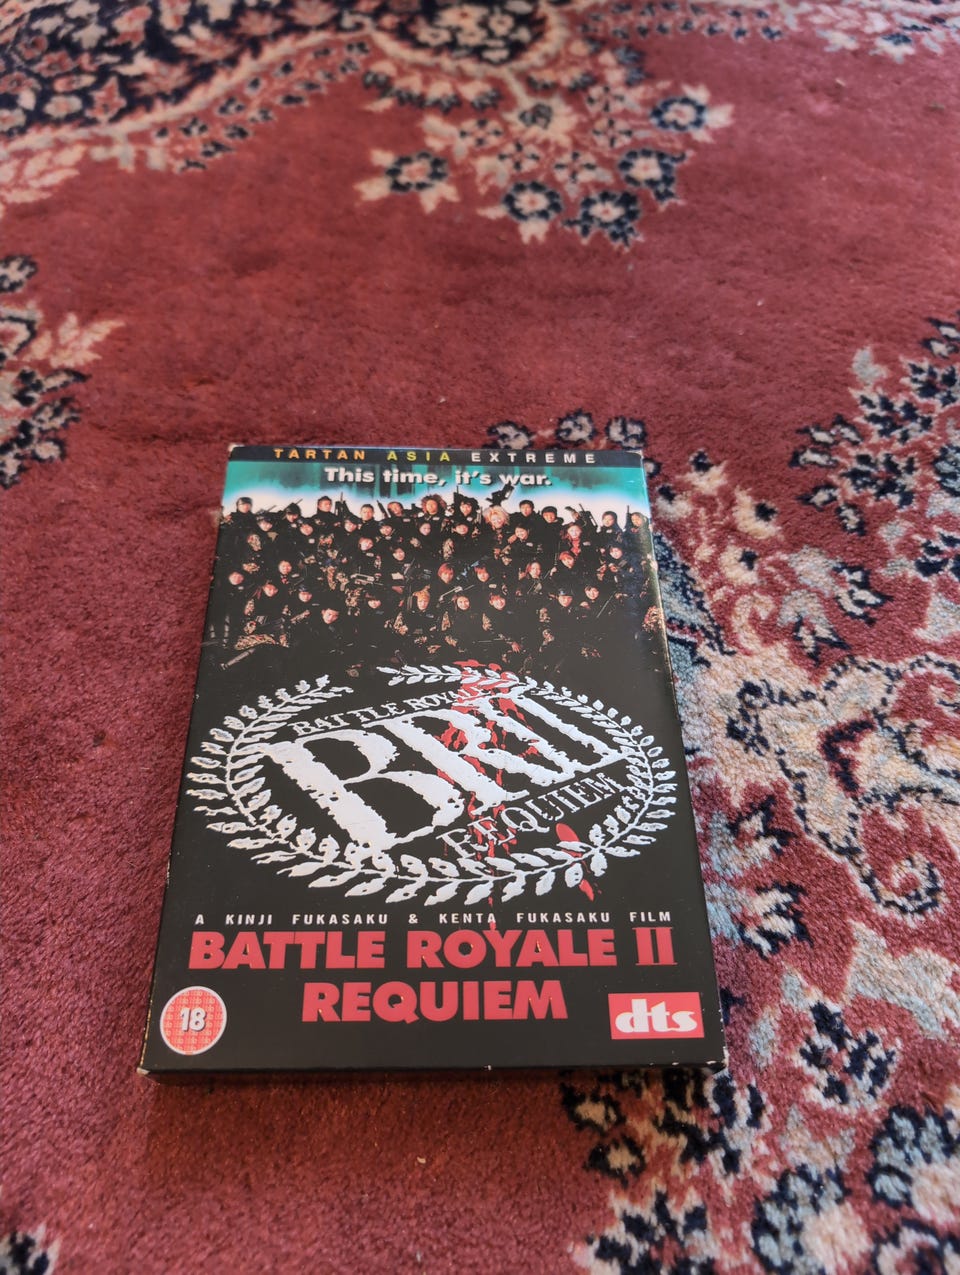 TARTAN ASIA EXTREME
This time, it's war.
BATTLE ROYALE
BRII
REQUIEM
A KINJI FUKASAKU & KENTA FUKASAKU FILM
BATTLE ROYALE II
REQUIEM
18
dts